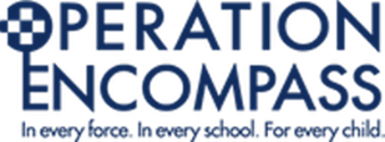 OPERATION
ENCOMPASS
In every force. In every school. For every child.